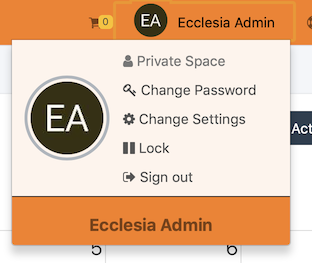 0
EA
Ecclesia Admin
Private Space
Change Password
Act
EA
Change Settings
Lock
Sign out
Ecclesia Admin
5
6